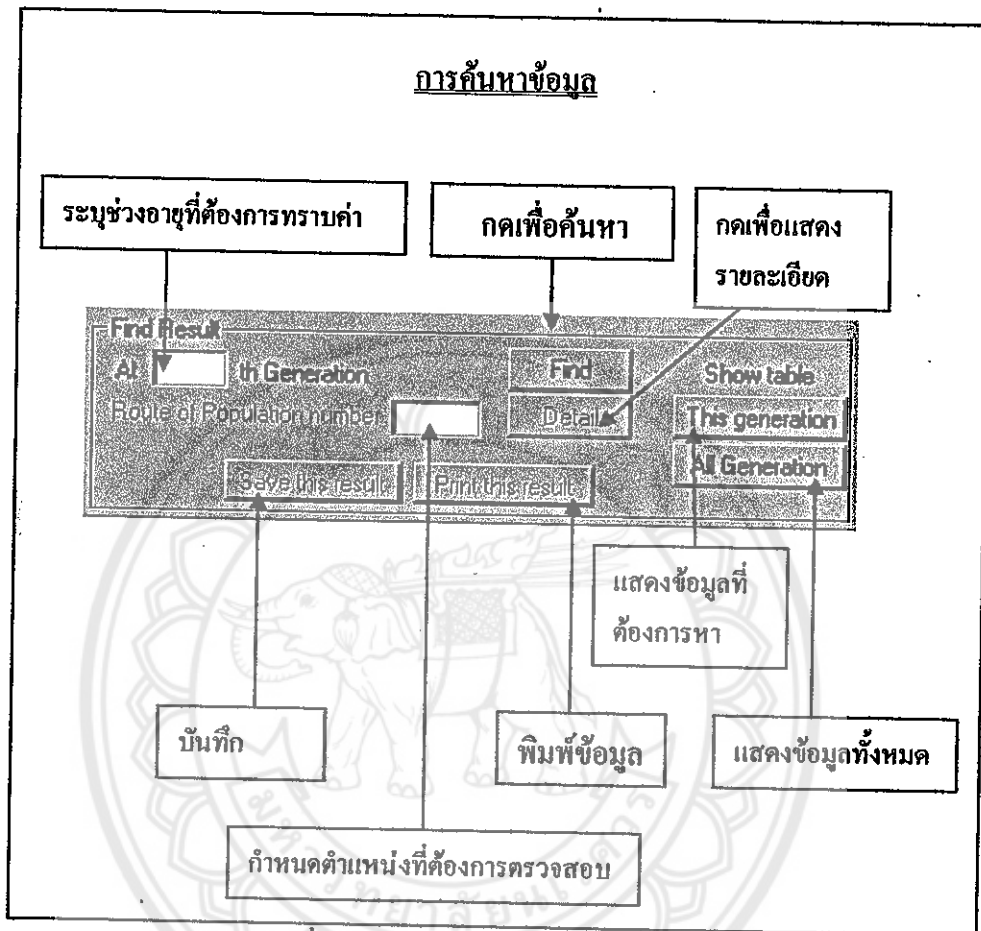 การค้นหาข้อมูล
ระบุช่วงอายุที่ต้องการทราบค่า
กดเพื่อค้นหา
กดเพื่อแสดง
รายละเอียด
Find Result
At th Generation
Find
Show table
Route of Population number
Detail
This generation
All Generation
Save this result
Print this result
แสดงข้อมูลที่
ต้องการหา
บันทึก
พิมพ์ข้อมูล
แสดงข้อมูลทั้งหมด
กำหนดตำแหน่งที่ต้องการตรวจสอบ